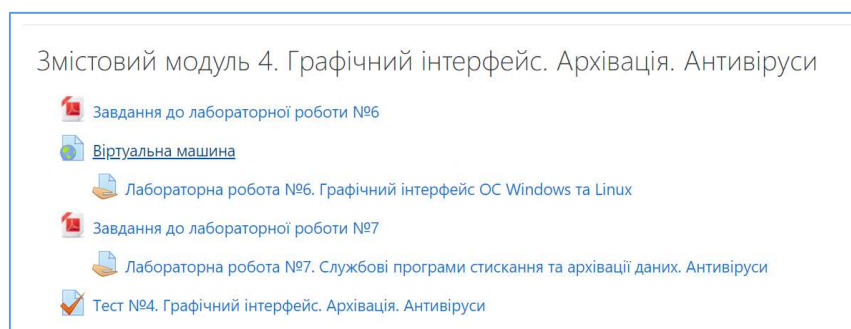 Змістовий модуль 4. Графічний інтерфейс. Архівація. Антивіруси
Завдання до лабораторної роботи №6
Віртуальна машина
Лабораторна робота №6. Графічний інтерфейс ОС Windows та Linux
Завдання до лабораторної роботи №7
Лабораторна робота №7. Службові програми стискання та архівації даних. Антивіруси
Тест №4. Графічний інтерфейс. Архівація. Антивіруси